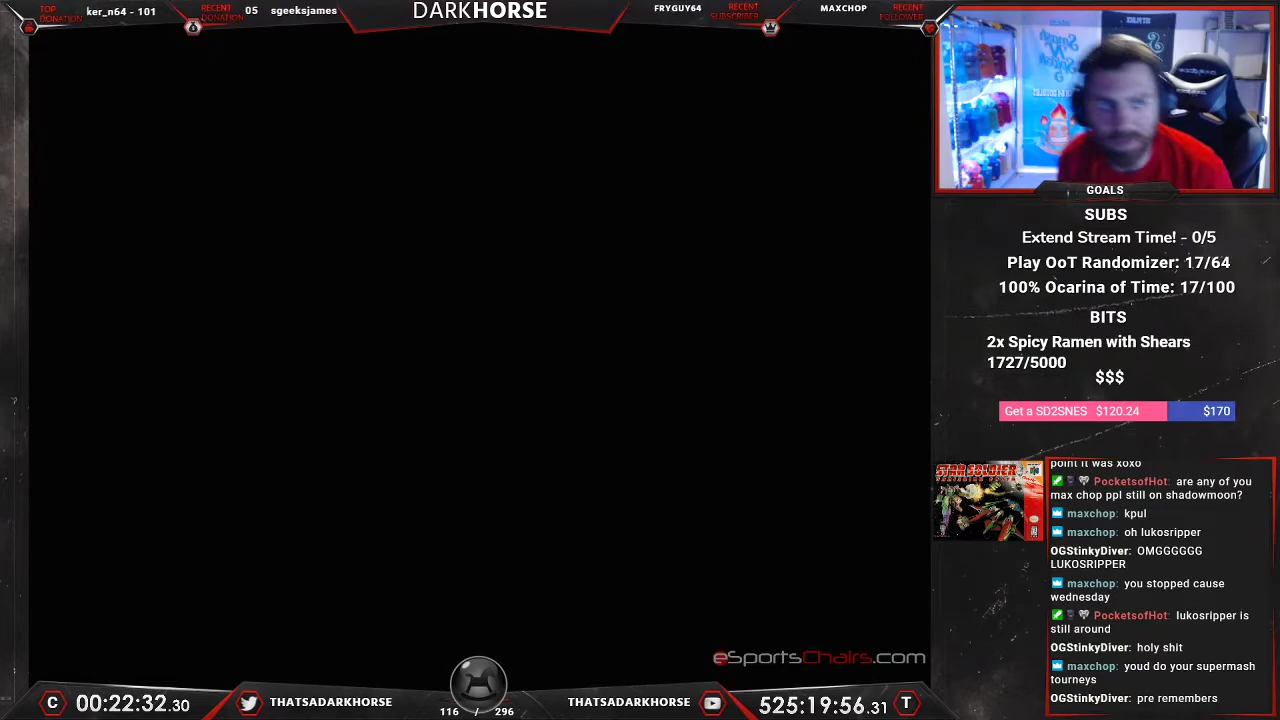 TOP DONATION ker_n64 - 101
RECENT DONATION 05 sgeeksjames
DARKHORSE
FRYGUY64 RECENT SUBSCRIBER
MAXCHOP RECENT FOLLOWER
GOALS
SUBS
Extend Stream Time! - 0/5
Play OoT Randomizer: 17/64
100% Ocarina of Time: 17/100
BITS
2x Spicy Ramen with Shears
1727/5000
$$$
Get a SD2SNES $120.24 $170
STAR SOLDIER
point it was xoxo
PocketsofHot: are any of you
max chop ppl still on shadowmoon?
maxchop: kpul
maxchop: oh lukosripper
OGStinkyDiver: OMGGGGGG
LUKOSRIPPER
maxchop: you stopped cause
wednesday
PocketsofHot: lukosripper is
still around
OGStinkyDiver: holy shit
maxchop: youd do your supermash
tourneys
OGStinkyDiver: pre remembers
eSportsChairs.com
C 00:22:32.30
THATSADARKHORSE
116 / 296
THATSADARKHORSE
525:19:56.31 T